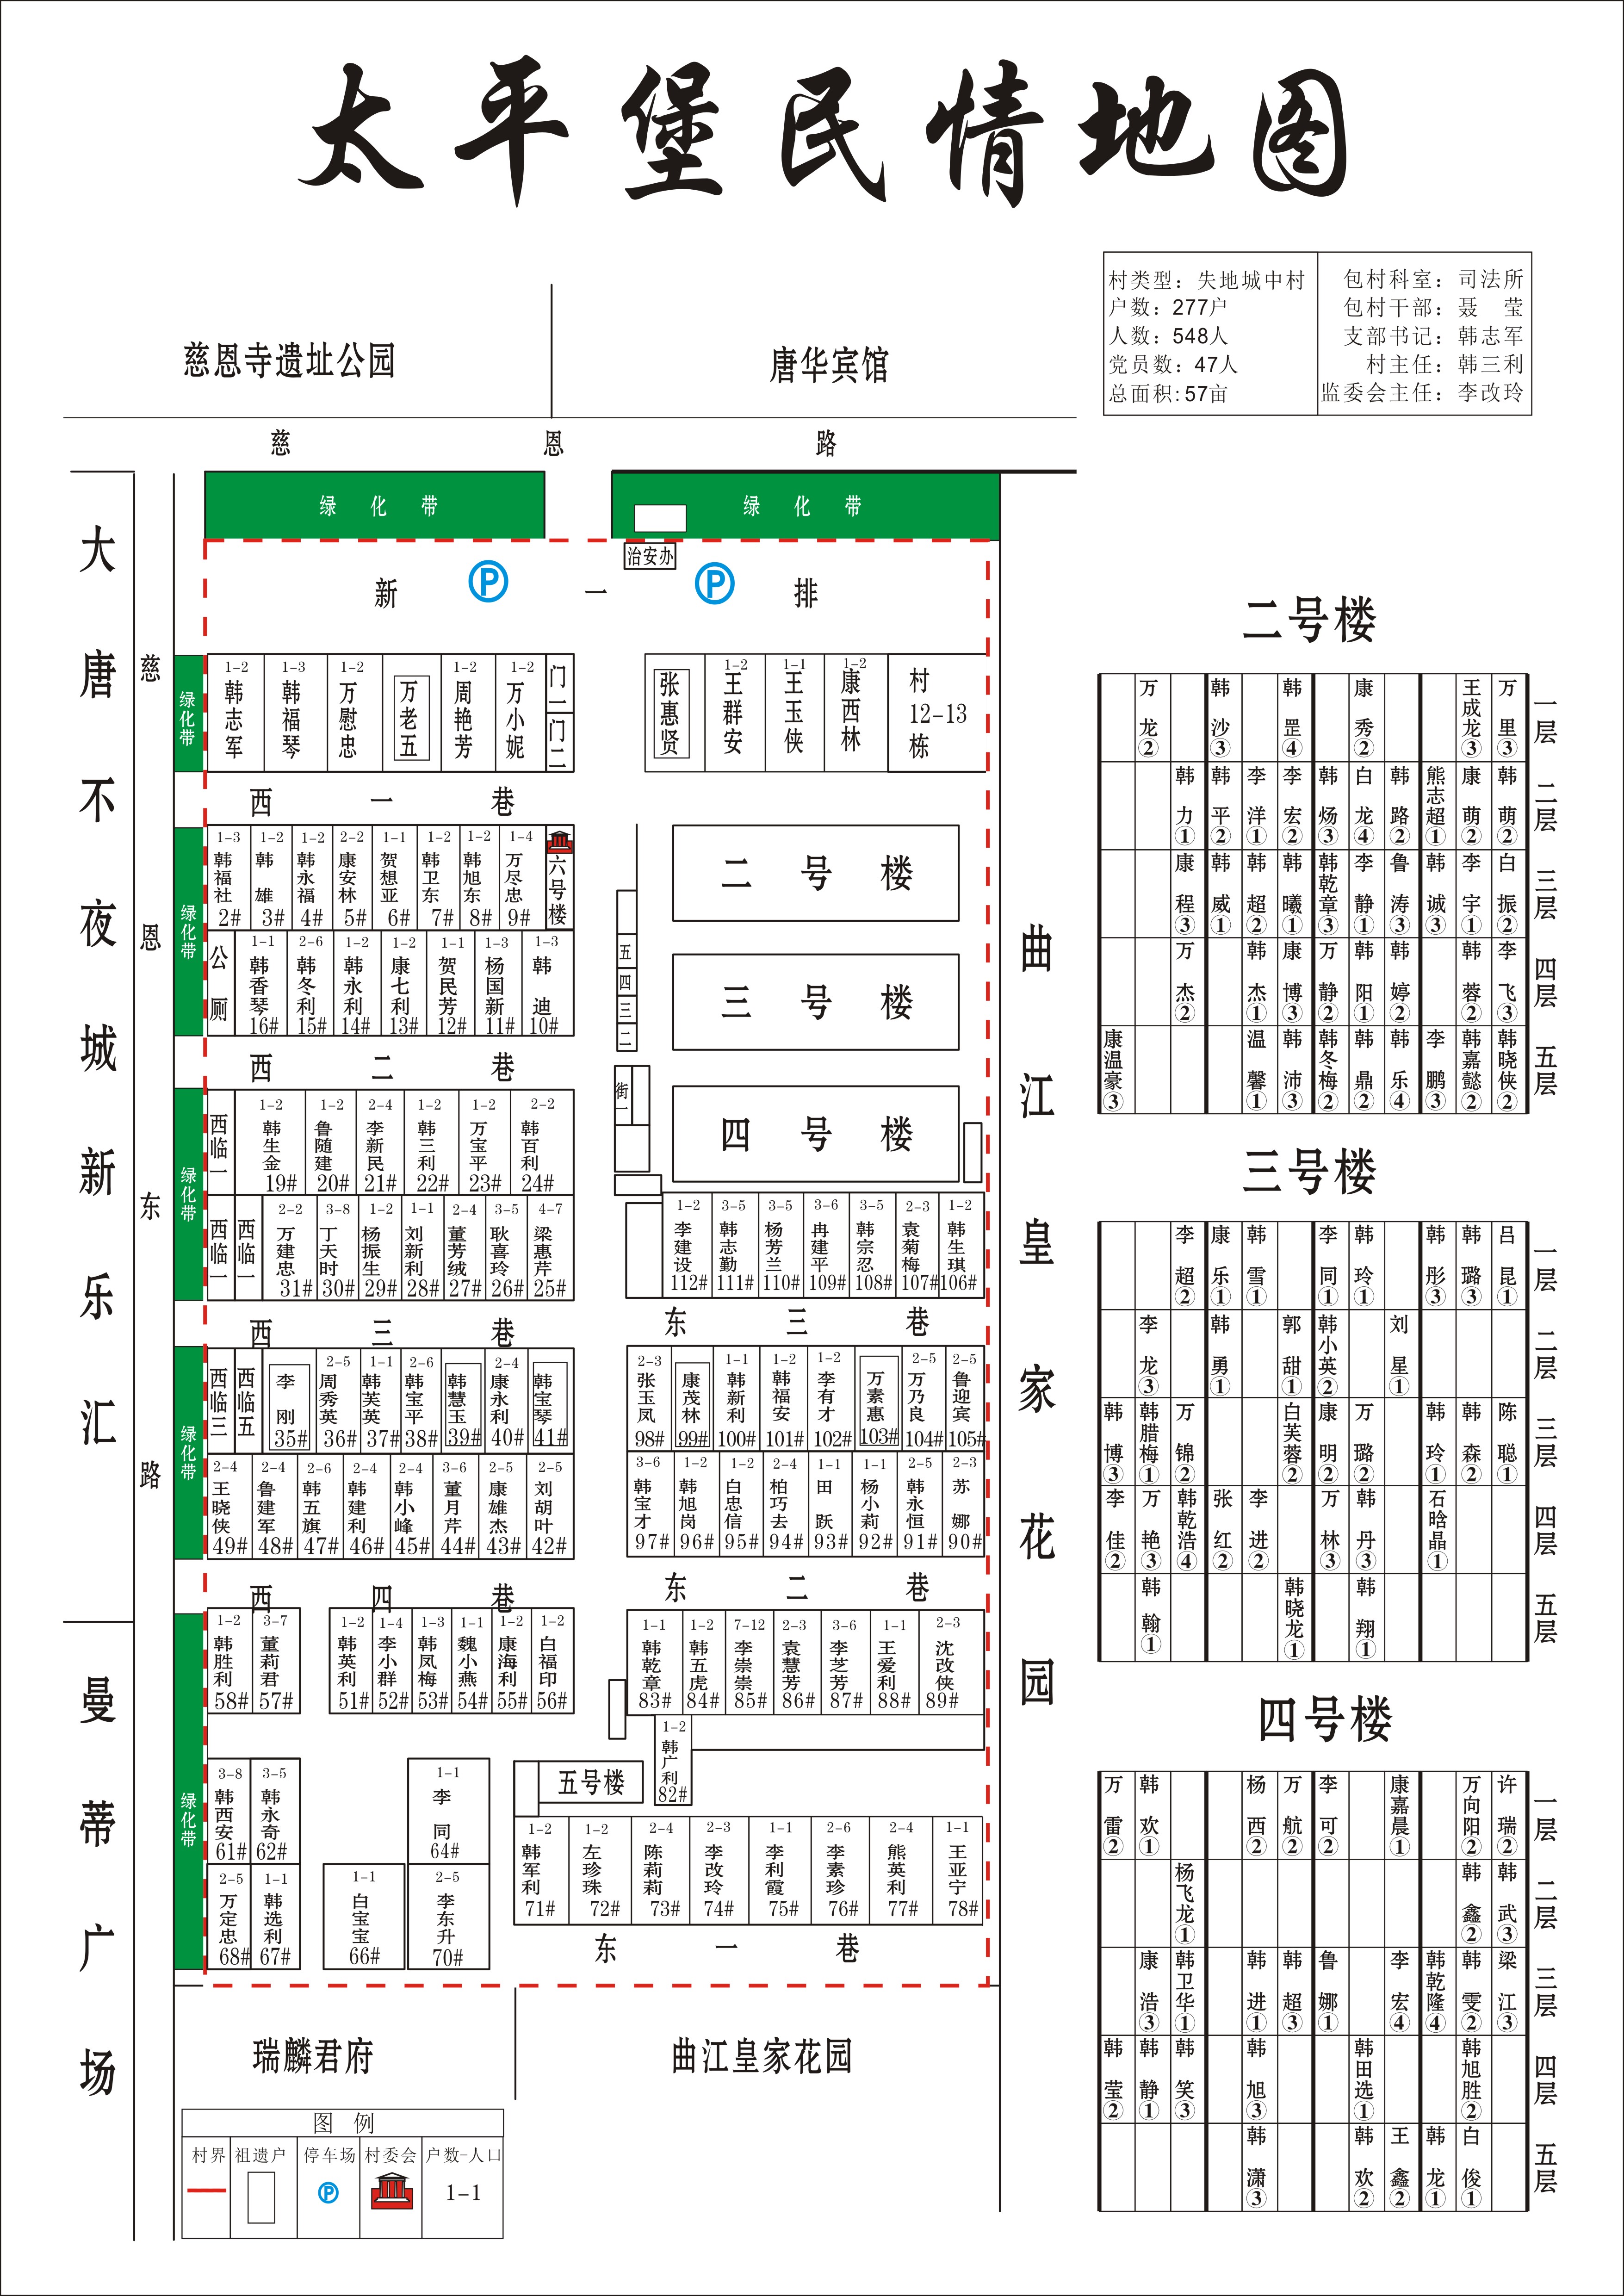 太平堡民情地图
村类型：失地城中村
户数：277户
人数：548人
党员数：47人
总面积：57亩
包村科室：司法所
包村干部：聂 莹
支部书记：韩志军
村主任：韩三利
监委会主任：李改玲
慈恩寺遗址公园
唐华宾馆
慈 恩 路
大唐不夜城新乐汇
曼蒂广场
慈恩东路
绿化带
绿化带
治安办
新 一 排
P
P
绿化带
1-2 韩志军
1-3 韩福琴
1-2 万慰忠
万老五
1-2 周艳芳
1-2 万小妮
门一
门二
张惠贤
1-2 王群安
1-1 王玉侠
1-2 康西林
村 12-13 栋
西 一 巷
绿化带
1-3 韩福社 2#
1-2 韩雄 3#
1-2 韩永福 4#
2-2 康安林 5#
1-1 贺想亚 6#
1-2 韩卫东 7#
1-2 韩旭东 8#
1-4 万尽忠 9#
六号楼
公厕
1-1 韩香琴 16#
2-6 韩冬利 15#
1-2 韩永利 14#
1-2 康七利 13#
1-1 贺民芳 12#
1-3 杨国新 11#
1-3 韩迪 10#
二 号 楼
三 号 楼
四 号 楼
五
四
三
二
街一
西 二 巷
绿化带
西临一
1-2 韩生金 19#
1-2 鲁随建 20#
2-4 李新民 21#
1-2 韩三利 22#
1-2 万宝平 23#
2-2 韩百利 24#
西临一
西临一
2-2 万建忠 31#
3-8 丁天时 30#
1-2 杨振生 29#
1-1 刘新利 28#
2-4 董芳绒 27#
3-5 耿喜玲 26#
4-7 梁惠芹 25#
1-2 李建设 112#
3-5 韩志勤 111#
3-5 杨芳兰 110#
3-6 冉建平 109#
3-5 韩宗忍 108#
2-3 袁菊梅 107#
1-2 韩生琪 106#
西 三 巷
东 三 巷
绿化带
西临三
西临五
李刚 35#
2-5 周秀英 36#
1-1 韩芙英 37#
2-6 韩宝平 38#
韩慧玉 39#
2-4 康永利 40#
韩宝琴 41#
2-3 张玉凤 98#
康茂林 99#
1-1 韩新利 100#
1-2 韩福安 101#
1-2 李有才 102#
万素惠 103#
2-5 万乃良 104#
2-5 鲁迎宾 105#
2-4 王晓侠 49#
2-4 鲁建军 48#
2-6 韩五旗 47#
2-4 韩建利 46#
2-4 韩小峰 45#
3-6 董月芹 44#
2-5 康雄杰 43#
2-5 刘胡叶 42#
3-6 韩宝才 97#
1-2 韩旭岗 96#
1-2 白忠信 95#
2-4 柏巧去 94#
1-1 田跃 93#
1-1 杨小莉 92#
2-5 韩永恒 91#
2-3 苏娜 90#
西 四 巷
东 二 巷
绿化带
1-2 韩胜利 58#
3-7 董莉君 57#
1-2 韩英利 51#
1-4 李小群 52#
1-3 韩凤梅 53#
1-1 魏小燕 54#
1-2 康海利 55#
1-2 白福印 56#
1-1 韩乾章 83#
1-2 韩五虎 84#
7-12 李崇崇 85#
2-3 袁慧芳 86#
3-6 李芝芳 87#
1-1 王爱利 88#
2-3 沈改侠 89#
1-2 韩广利 82#
3-8 韩西安 61#
3-5 韩永奇 62#
1-1 李同 64#
五号楼
2-5 万定忠 68#
1-1 韩选利 67#
1-1 白宝宝 66#
2-5 李东升 70#
1-2 韩军利 71#
1-2 左珍珠 72#
2-4 陈莉莉 73#
2-3 李改玲 74#
1-1 李利霞 75#
2-6 李素珍 76#
2-4 熊英利 77#
1-1 王亚宁 78#
东 一 巷
曲江皇家花园
瑞麟君府
曲江皇家花园
图 例
村界
祖遗户
停车场
村委会
户数-人口
P
1-1
二号楼
万龙② 韩沙③ 韩罡④ 康秀② 王成龙③ 万里③ 一层
韩力① 韩平② 李洋① 李宏② 韩炀③ 白龙④ 韩路② 熊志超① 康萌② 韩萌② 二层
康程③ 韩威① 韩超② 韩曦① 韩乾章③ 李静① 鲁涛③ 韩诚③ 李宇① 白振② 三层
万杰② 韩杰① 康博③ 万静② 韩阳① 韩婷② 韩蓉② 李飞③ 四层
康温豪③ 温馨① 韩沛③ 韩冬梅② 韩鼎② 韩乐④ 李鹏③ 韩嘉懿② 韩晓侠② 五层
三号楼
李超② 康乐① 韩雪① 李同① 韩玲① 韩彤③ 韩璐③ 吕昆① 一层
李龙③ 韩勇① 郭甜① 韩小英② 刘星① 二层
韩博③ 韩腊梅① 万锦② 白芙蓉② 康明② 万璐② 韩玲① 韩森② 陈聪① 三层
李佳② 万艳③ 韩乾浩④ 张红② 李进② 万林③ 韩丹③ 石晗晶① 四层
韩翰① 韩晓龙① 韩翔① 五层
四号楼
万雷② 韩欢① 杨西② 万航② 李可② 康嘉晨① 万向阳② 许瑞② 一层
杨飞龙① 韩鑫② 韩武③ 二层
康浩③ 韩卫华① 韩进① 韩超③ 鲁娜① 李宏④ 韩乾隆④ 韩雯② 梁江③ 三层
韩莹② 韩静① 韩笑③ 韩旭③ 韩田选① 韩旭胜② 四层
韩潇③ 韩欢② 王鑫② 韩龙① 白俊① 五层